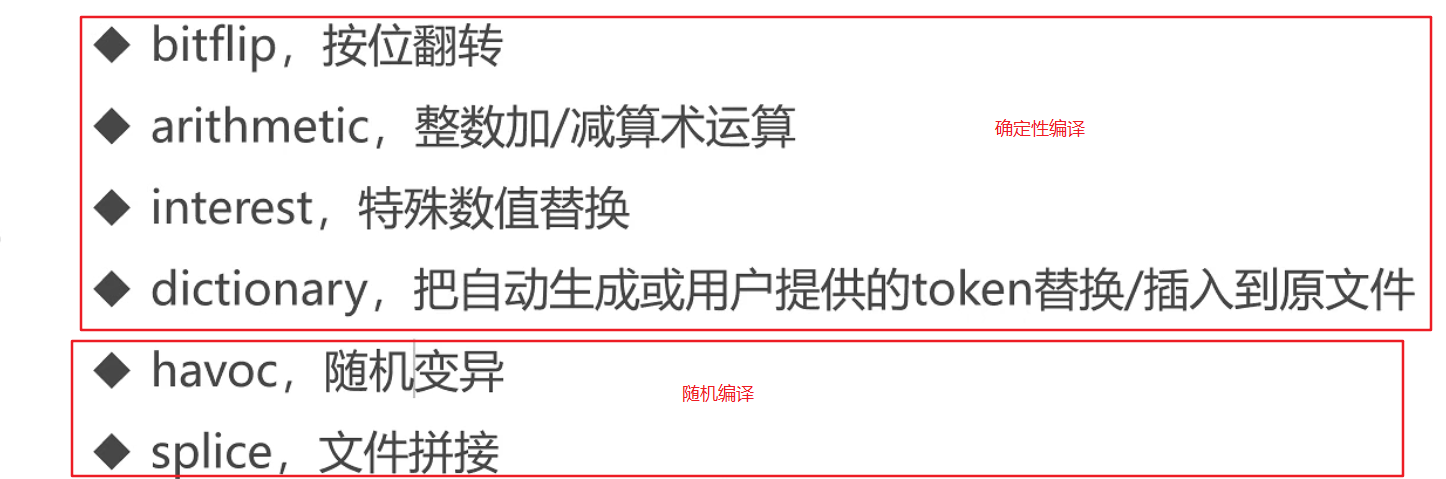 ◆ bitflip，按位翻转
◆ arithmetic，整数加/减算术运算
确定性编译
◆ interest，特殊数值替换
◆ dictionary，把自动生成或用户提供的token替换/插入到原文件
◆ havoc，随机变异
随机编译
◆ splice，文件拼接